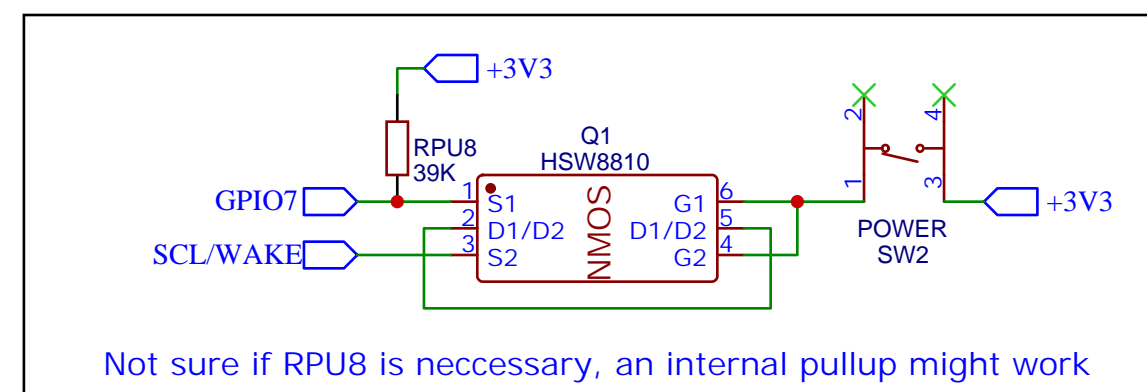 +3V3
RPU8
39K
Q1
HSW8810
GPIO7
SCL/WAKE
1
2
3
S1
D1/D2
S2
NMOS
G1
D1/D2
G2
6
5
4
2
4
1
3
POWER
SW2
+3V3
Not sure if RPU8 is neccessary, an internal pullup might work